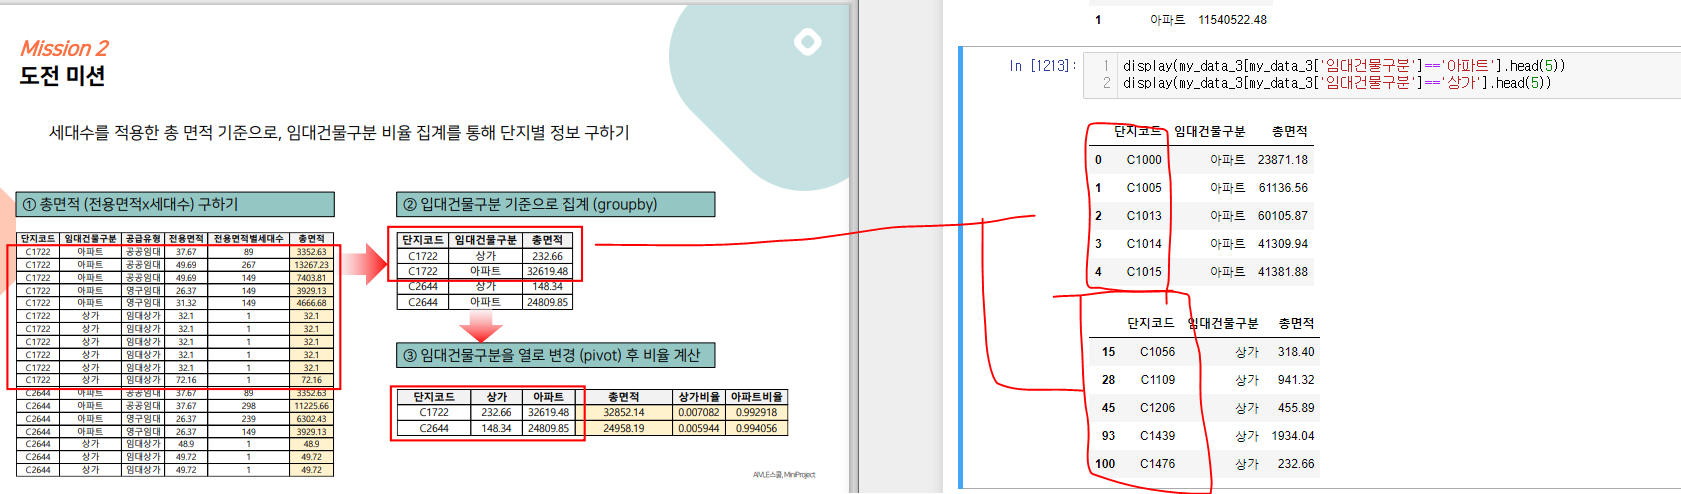 Mission 2
도전 미션
세대수를 적용한 총 면적 기준으로, 임대건물구분 비율 집계를 통해 단지별 정보 구하기
① 총면적 (전용면적x세대수) 구하기
단지코드 임대건물구분 공급유형 전용면적 전용면적별세대수 총면적
C1722 아파트 공공임대 37.67 89 3352.63
C1722 아파트 공공임대 49.69 267 13267.23
C1722 아파트 공공임대 49.69 149 7403.81
C1722 아파트 영구임대 26.37 149 3929.13
C1722 아파트 영구임대 31.32 149 4666.68
C1722 상가 임대상가 32.1 1 32.1
C1722 상가 임대상가 32.1 1 32.1
C1722 상가 임대상가 32.1 1 32.1
C1722 상가 임대상가 32.1 1 32.1
C1722 상가 임대상가 32.1 1 32.1
C1722 상가 임대상가 72.16 1 72.16
C2644 아파트 공공임대 37.67 89 3352.63
C2644 아파트 공공임대 37.67 298 11225.66
C2644 아파트 영구임대 26.37 239 6302.43
C2644 아파트 영구임대 26.37 149 3929.13
C2644 상가 임대상가 48.9 1 48.9
C2644 상가 임대상가 49.72 1 49.72
C2644 상가 임대상가 49.72 1 49.72
② 입대건물구분 기준으로 집계 (groupby)
단지코드 임대건물구분 총면적
C1722 상가 232.66
C1722 아파트 32619.48
C2644 상가 148.34
C2644 아파트 24809.85
③ 임대건물구분을 열로 변경 (pivot) 후 비율 계산
단지코드 상가 아파트 총면적 상가비율 아파트비율
C1722 232.66 32619.48 32852.14 0.007082 0.992918
C2644 148.34 24809.85 24958.19 0.005944 0.994056
AIVLE스쿨, MiniProject
1 아파트 11540522.48
In [1213]:
1 display(my_data_3[my_data_3['임대건물구분']=='아파트'].head(5))
2 display(my_data_3[my_data_3['임대건물구분']=='상가'].head(5))
단지코드 임대건물구분 총면적
0 C1000 아파트 23871.18
1 C1005 아파트 61136.56
2 C1013 아파트 60105.87
3 C1014 아파트 41309.94
4 C1015 아파트 41381.88
단지코드 임대건물구분 총면적
15 C1056 상가 318.40
28 C1109 상가 941.32
45 C1206 상가 455.89
93 C1439 상가 1934.04
100 C1476 상가 232.66